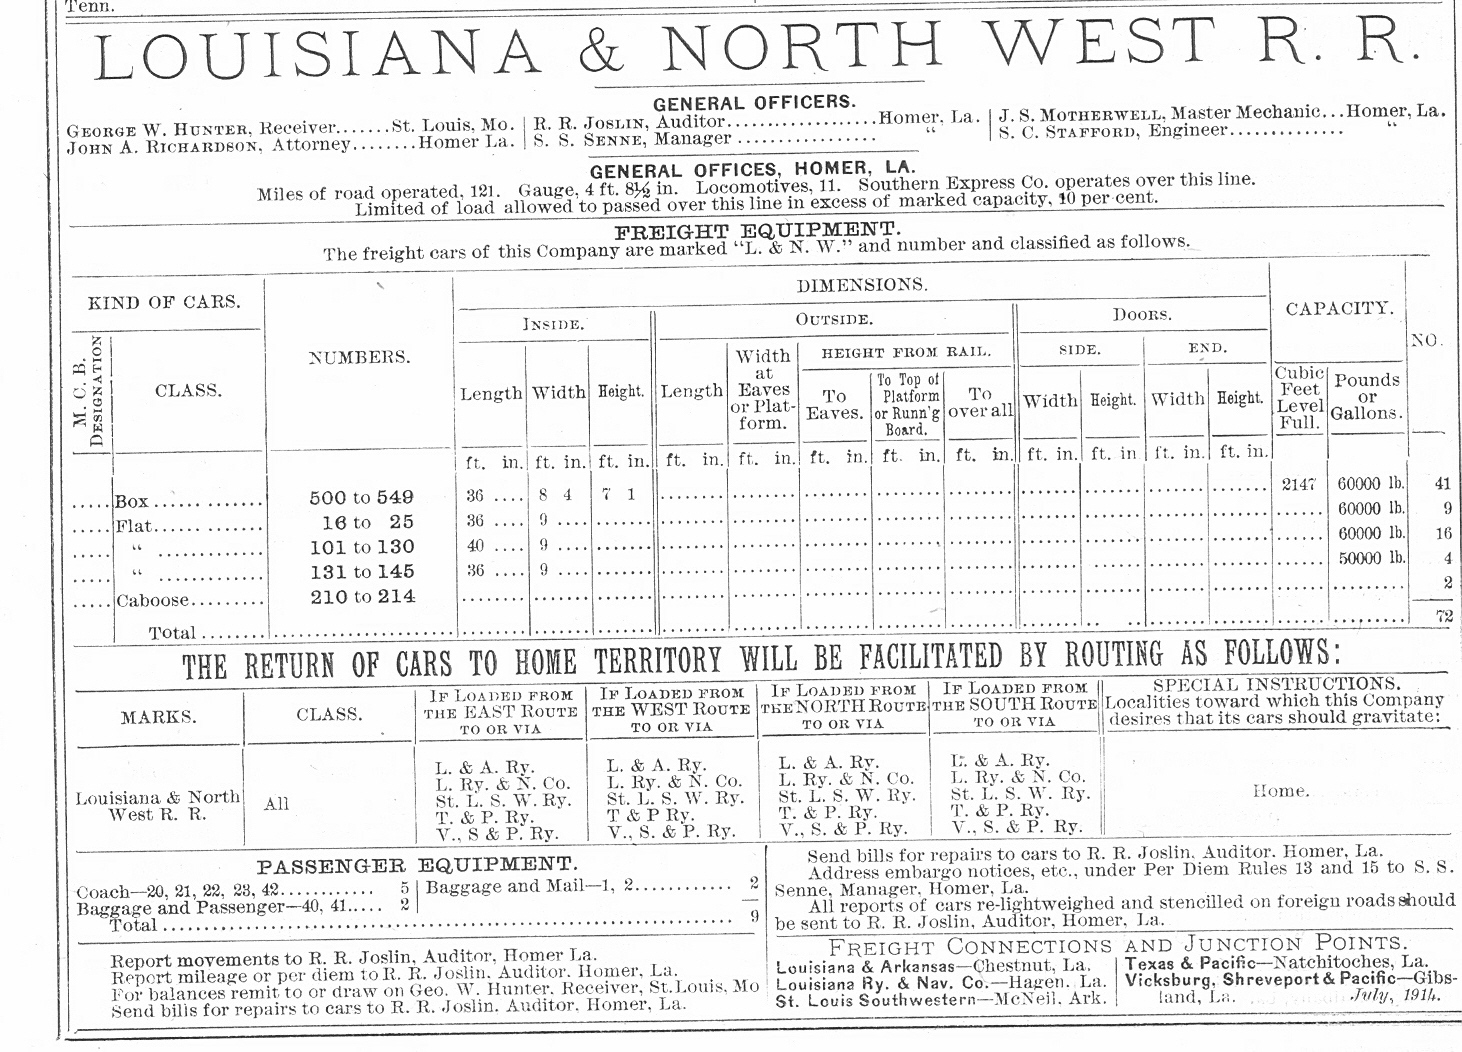 Tenn.
LOUISIANA & NORTH WEST R. R.
GENERAL OFFICERS.
GEORGE W. HUNTER, Receiver.......St. Louis, Mo. | R. R. JOSLIN, Auditor...................Homer, La. | J. S. MOTHERWELL, Master Mechanic...Homer, La.
JOHN A. RICHARDSON, Attorney........Homer La. | S. S. SENNE, Manager ................. “ | S. C. STAFFORD, Engineer.............. “
GENERAL OFFICES, HOMER, LA.
Miles of road operated, 121. Gauge, 4 ft. 8½ in. Locomotives, 11. Southern Express Co. operates over this line.
Limited of load allowed to passed over this line in excess of marked capacity, 10 per cent.
FREIGHT EQUIPMENT.
The freight cars of this Company are marked “L. & N. W.” and number and classified as follows.
KIND OF CARS.
M. C. B. DESIGNATION
CLASS.
NUMBERS.
DIMENSIONS.
INSIDE.
OUTSIDE.
DOORS.
CAPACITY.
NO.
HEIGHT FROM RAIL.
SIDE.
END.
Length
Width
Height.
Length
Width at Eaves or Plat-form.
To Eaves.
To Top of Platform or Runn'g Board.
To over all
Width
Height.
Width
Height.
Cubic Feet Level Full.
Pounds or Gallons.
ft. in. ft. in. ft. in. ft. in. ft. in. ft. in. ft. in. ft. in. ft. in. ft. in ft. in. ft. in.
Box 500 to 549 36 .... 8 4 7 1 2147 60000 lb. 41
Flat 16 to 25 36 .... 9 .... 60000 lb. 9
“ 101 to 130 40 .... 9 .... 60000 lb. 16
“ 131 to 145 36 .... 9 .... 50000 lb. 4
Caboose 210 to 214 2
Total 72
THE RETURN OF CARS TO HOME TERRITORY WILL BE FACILITATED BY ROUTING AS FOLLOWS:
MARKS.
CLASS.
IF LOADED FROM THE EAST ROUTE TO OR VIA
IF LOADED FROM THE WEST ROUTE TO OR VIA
IF LOADED FROM THE NORTH ROUTE TO OR VIA
IF LOADED FROM THE SOUTH ROUTE TO OR VIA
SPECIAL INSTRUCTIONS.
Localities toward which this Company
desires that its cars should gravitate:
Louisiana & North
West R. R.
All
L. & A. Ry.
L. Ry. & N. Co.
St. L. S. W. Ry.
T. & P. Ry.
V., S & P. Ry.
L. & A. Ry.
L. Ry. & N. Co.
St. L. S. W. Ry.
T & P Ry.
V., S. & P. Ry.
L. & A. Ry.
L. Ry. & N. Co.
St. L. S. W. Ry.
T. & P. Ry.
V., S. & P. Ry.
L. & A. Ry.
L. Ry. & N. Co.
St. L. S. W. Ry.
T. & P. Ry.
V., S. & P. Ry.
Home.
PASSENGER EQUIPMENT.
Coach—20, 21, 22, 23, 42............ 5 | Baggage and Mail—1, 2............ 2
Baggage and Passenger—40, 41..... 2
Total 9
Report movements to R. R. Joslin, Auditor, Homer La.
Report mileage or per diem to R. R. Joslin. Auditor. Homer, La.
For balances remit to or draw on Geo. W. Hunter. Receiver, St. Louis, Mo
Send bills for repairs to cars to R. R. Joslin. Auditor. Homer, La.
Send bills for repairs to cars to R. R. Joslin. Auditor. Homer, La.
Address embargo notices, etc., under Per Diem Rules 13 and 15 to S. S.
Senne, Manager, Homer, La.
All reports of cars re-lightweighed and stencilled on foreign roads should
be sent to R. R. Joslin, Auditor, Homer, La.
FREIGHT CONNECTIONS AND JUNCTION POINTS.
Louisiana & Arkansas—Chestnut, La.
Louisiana Ry. & Nav. Co.—Hagen. La.
St. Louis Southwestern—McNeil, Ark.
Texas & Pacific—Natchitoches, La.
Vicksburg, Shreveport & Pacific—Gibs-
land, La.
July, 1914.